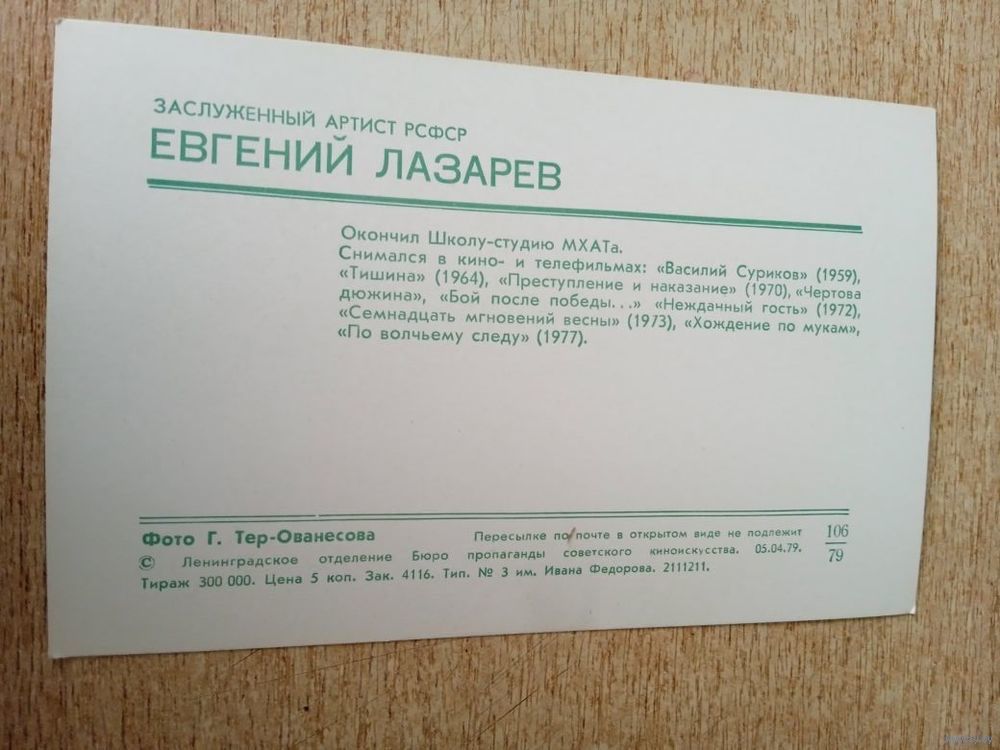 ЗАСЛУЖЕННЫЙ АРТИСТ РСФСР
ЕВГЕНИЙ ЛАЗАРЕВ
Окончил Школу-студию МХАТа.
Снимался в кино- и телефильмах: «Василий Суриков» (1959),
«Тишина» (1964), «Преступление и наказание» (1970), «Чертова
дюжина», «Бой после победы...» «Неждачный гость» (1972),
«Семнадцать мгновений весны» (1973), «Хождение по мукам»,
«По волчьему следу» (1977).
Фото Г. Тер-Ованесова
Пересылке по почте в открытом виде не подлежит
106
79
© Ленинградское отделение Бюро пропаганды советского киноискусства. 05.04.79.
Тираж 300 000. Цена 5 коп. Зак. 4116. Тип. № 3 им. Ивана Федорова. 2111211.